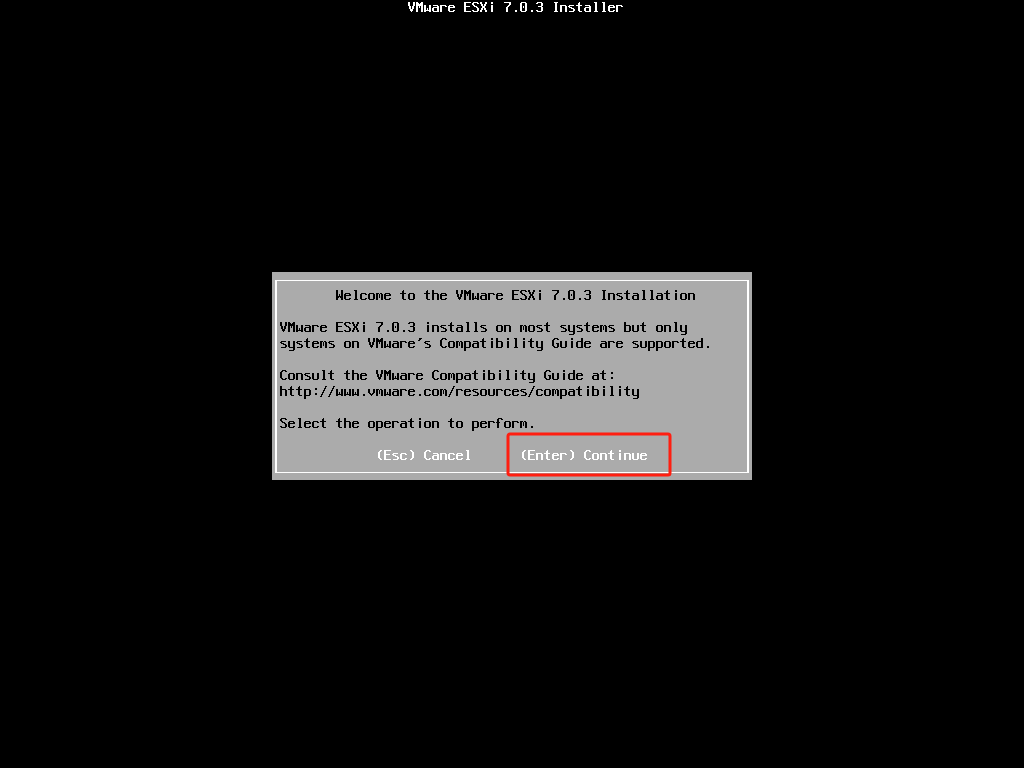 VMware ESXi 7.0.3 Installer
Welcome to the VMware ESXi 7.0.3 Installation
VMware ESXi 7.0.3 installs on most systems but only
systems on VMware's Compatibility Guide are supported.
Consult the VMware Compatibility Guide at:
http://www.vmware.com/resources/compatibility
Select the operation to perform.
(Esc) Cancel (Enter) Continue